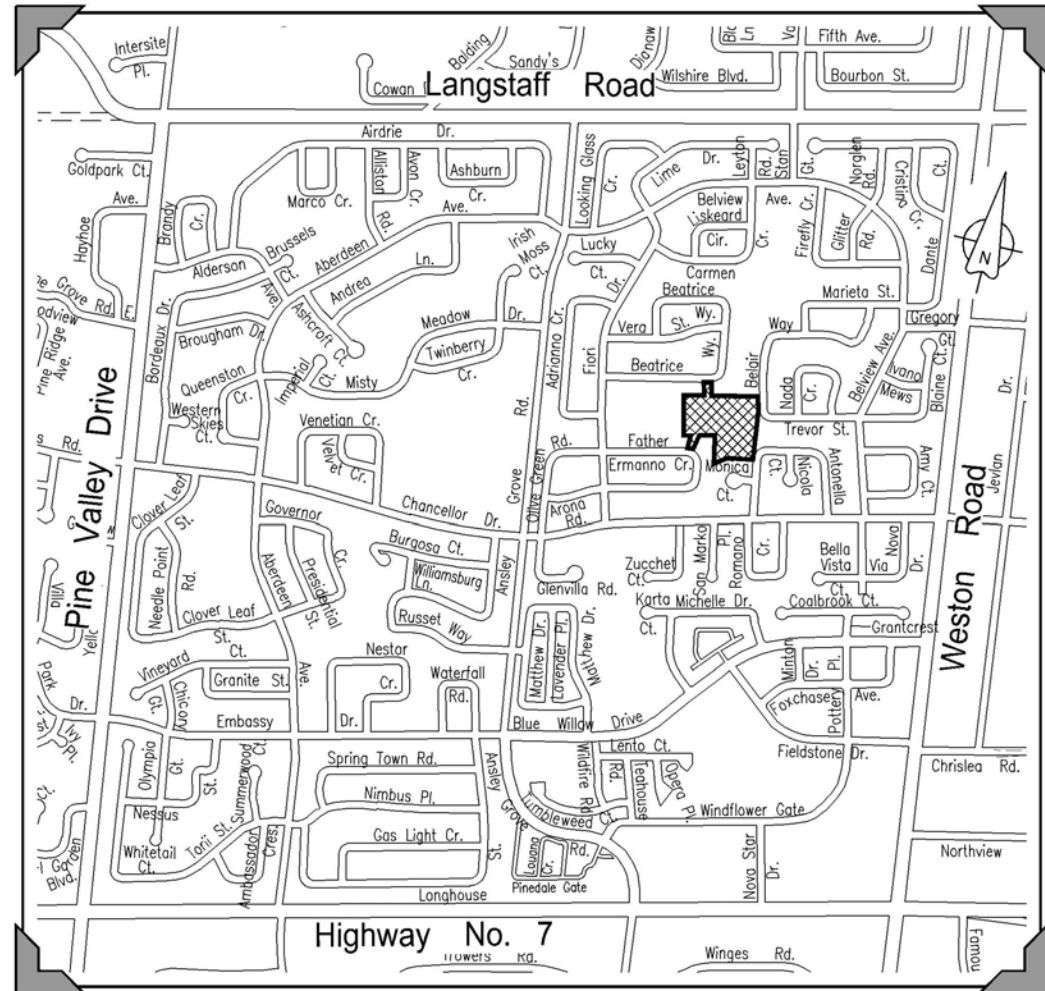 Intersite
Pl.
Balding
Sandy's
Fifth Ave.
Cowan
Langstaff Road
Wilshire Blvd.
Bourbon St.
Airdrie Dr.
Goldpark Ct.
Alliston
Rd.
Avon
Cr.
Ashburn
Cr.
Marco Cr.
Looking Glass
Cr.
Lime Dr.
Leyton
Rd.
Stan
Gt.
Norglen
Rd.
Cristina
Cr.
Ct.
Dante
Hayhoe
Ave.
Brandy
Cr.
Brussels
Ct.
Aberdeen
Ave.
Irish
Moss
Ct.
Lucky
Ct.
Belview
Liskeard
Cir.
Cr.
Ave.
Firefly Cr.
Glitter
Rd.
N
Alderson
Ave.
Andrea
Ln.
Carmen
Beatrice
Wy.
Marieta St.
Gregory
Gt.
Grove Rd. E.
Pine Ridge
Ave.
Bordeaux Dr.
Brougham Dr.
Ashcroft Ct.
Meadow Dr.
Twinberry
Cr.
Vera St.
Wy.
Way
Belview Ave.
Ivano
Mews
Blaine Ct.
Dr.
Adrianno Cr.
Fiori
Dr.
Beatrice
Belair
Nada
Cr.
Queenston
Cr.
Imperial
Ct.
Misty
Western
Skies
Ct.
Venetian Cr.
Velvet Cr.
Rd.
Father
Ermanno Cr.
Monica
Ct.
Ct.
Nicola
Trevor St.
Antonella
Amy Ct.
Jevlan
Pine Valley Drive
Weston Road
Clover Leaf
St.
Governor
Cr.
Chancellor Dr.
Grove
Rd.
Olive Green
Arona
Rd.
Burgosa Ct.
Ansley
Williamsburg
Ln.
Needle Point
Rd.
Aberdeen
Ave.
Presidential
St.
Glenvilla Rd.
Zucchet
Ct.
San Marko
Pl.
Romano
Cr.
Bella
Vista
Ct.
Via
Nova
Dr.
Villa
Clover Leaf
St.
Russet Way
Karta
Ct.
Michelle Dr.
Coalbrook Ct.
Grantcrest
Vineyard
Ct.
Gt.
Chicory
Granite St.
Nestor
Cr.
Dr.
Waterfall
Rd.
Matthew Dr.
Lavender Pl.
Matthew Dr.
Minton
Pl.
Dr.
Foxchase
Ave.
Pottery
Park
Dr.
Ivy
Pl.
Embassy
Blue Willow Drive
Fieldstone Dr.
Chrislea Rd.
Olympia
Gt.
Nessus
St.
Summerwood
Ct.
Spring Town Rd.
Nimbus Pl.
Gas Light Cr.
Ansley
Grove
Rd.
Wildfire Rd.
Lento Ct.
Rd.
Teahouse
Opera
Pl.
Windflower Gate
Tumbleweed Ct.
Whitetail
Ct.
Torii St.
Ambassador
Cres.
St.
Louana
Cr.
Pinedale Gate
Nova Star
Dr.
Northview
Garden
Blvd.
Longhouse
Highway No. 7
Trowers Rd.
Winges Rd.
Famou